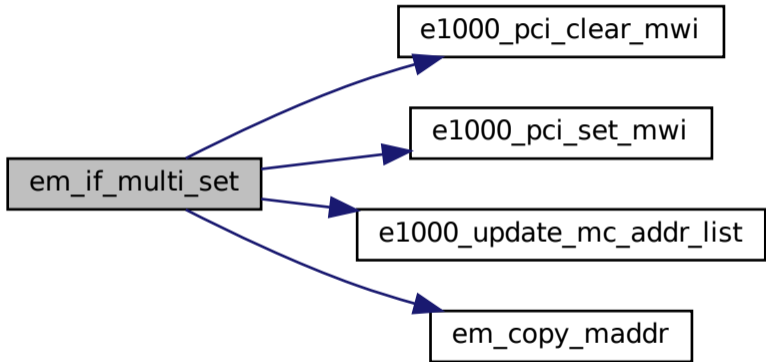 e1000_pci_clear_mwi
e1000_pci_set_mwi
em_if_multi_set
e1000_update_mc_addr_list
em_copy_maddr